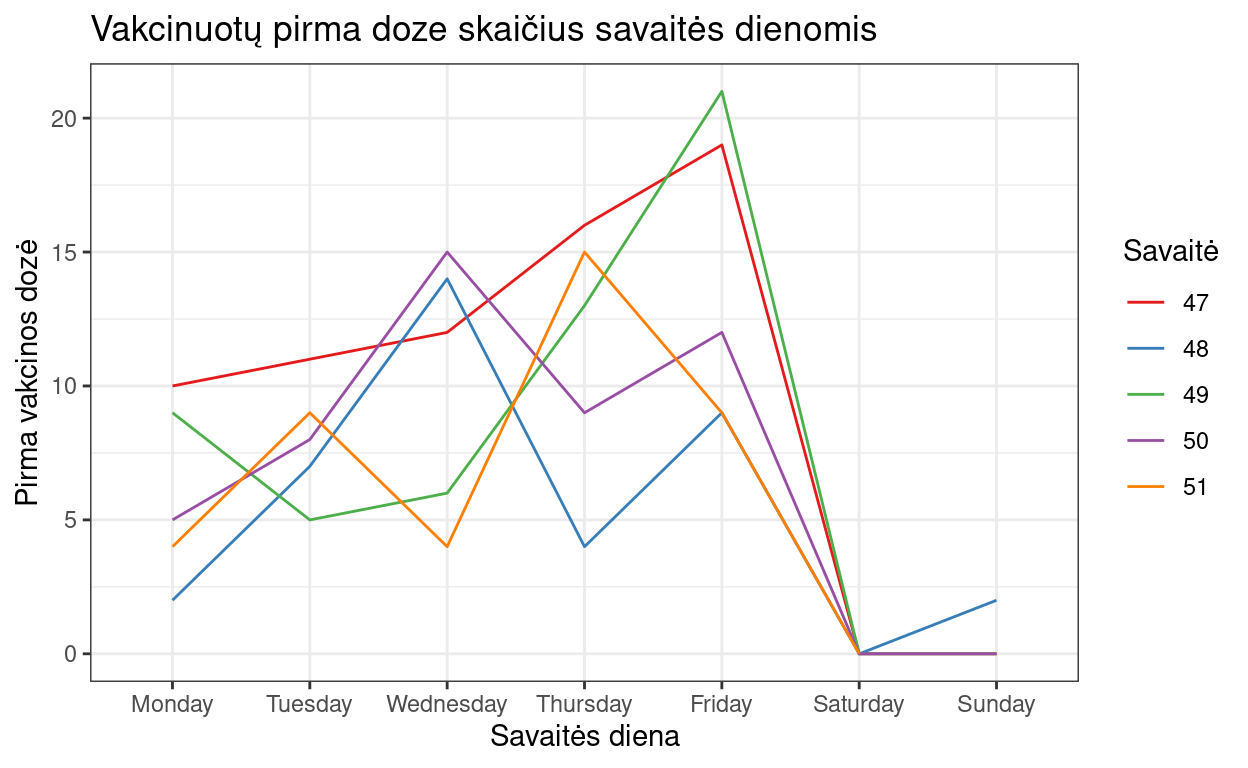 Vakcinuotų pirma doze skaičius savaitės dienomis
Pirma vakcinos dozė
20
15
10
5
0
Monday Tuesday Wednesday Thursday Friday Saturday Sunday
Savaitės diena
Savaitė
47
48
49
50
51